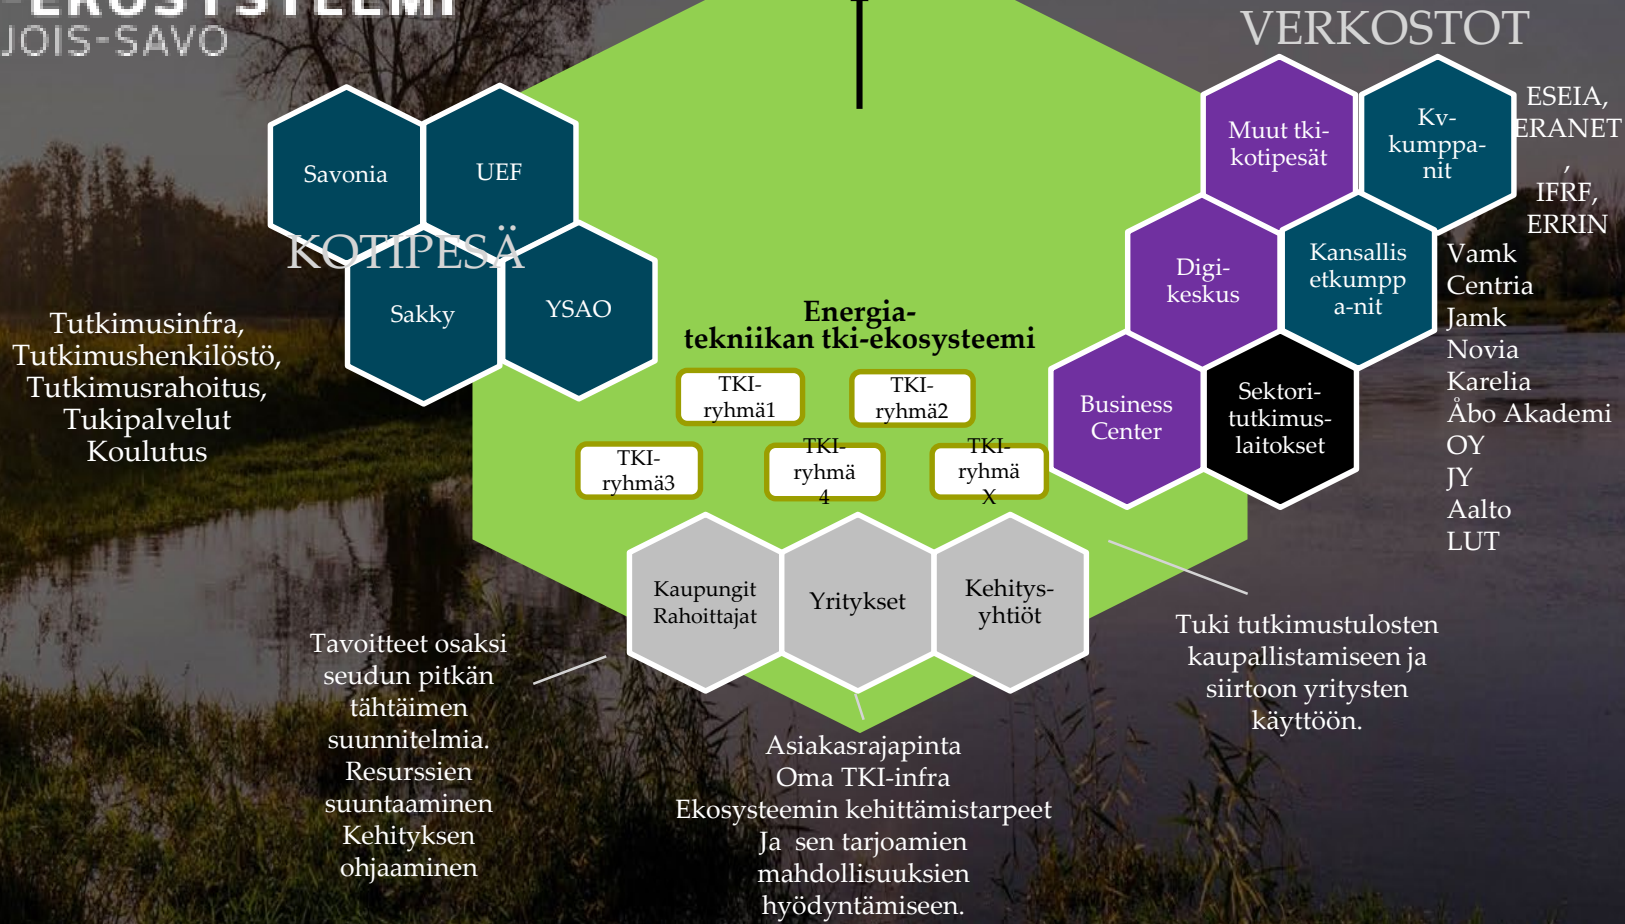 EKOSYSTEEMI
JOIS-SAVO
VERKOSTOT
Savonia
UEF
KOTIPESÄ
Sakky
YSAO
Tutkimusinfra,
Tutkimushenkilöstö,
Tutkimusrahoitus,
Tukipalvelut
Koulutus
Muut tki-
kotipesät
Kv-
kumppa-
nit
ESEIA,
ERANET
,
IFRF,
ERRIN
Digi-
keskus
Kansallis
etkumpp
a-nit
Business
Center
Sektori-
tutkimus-
laitokset
Vamk
Centria
Jamk
Novia
Karelia
Åbo Akademi
OY
JY
Aalto
LUT
Energia-
tekniikan tki-ekosysteemi
TKI-
ryhmä1
TKI-
ryhmä2
TKI-
ryhmä3
TKI-
ryhmä
4
TKI-
ryhmä
X
Kaupungit
Rahoittajat
Yritykset
Kehitys-
yhtiöt
Tavoitteet osaksi
seudun pitkän
tähtäimen
suunnitelmia.
Resurssien
suuntaaminen
Kehityksen
ohjaaminen
Asiakasrajapinta
Oma TKI-infra
Ekosysteemin kehittämistarpeet
Ja  sen tarjoamien
mahdollisuuksien
hyödyntämiseen.
Tuki tutkimustulosten
kaupallistamiseen ja
siirtoon yritysten
käyttöön.